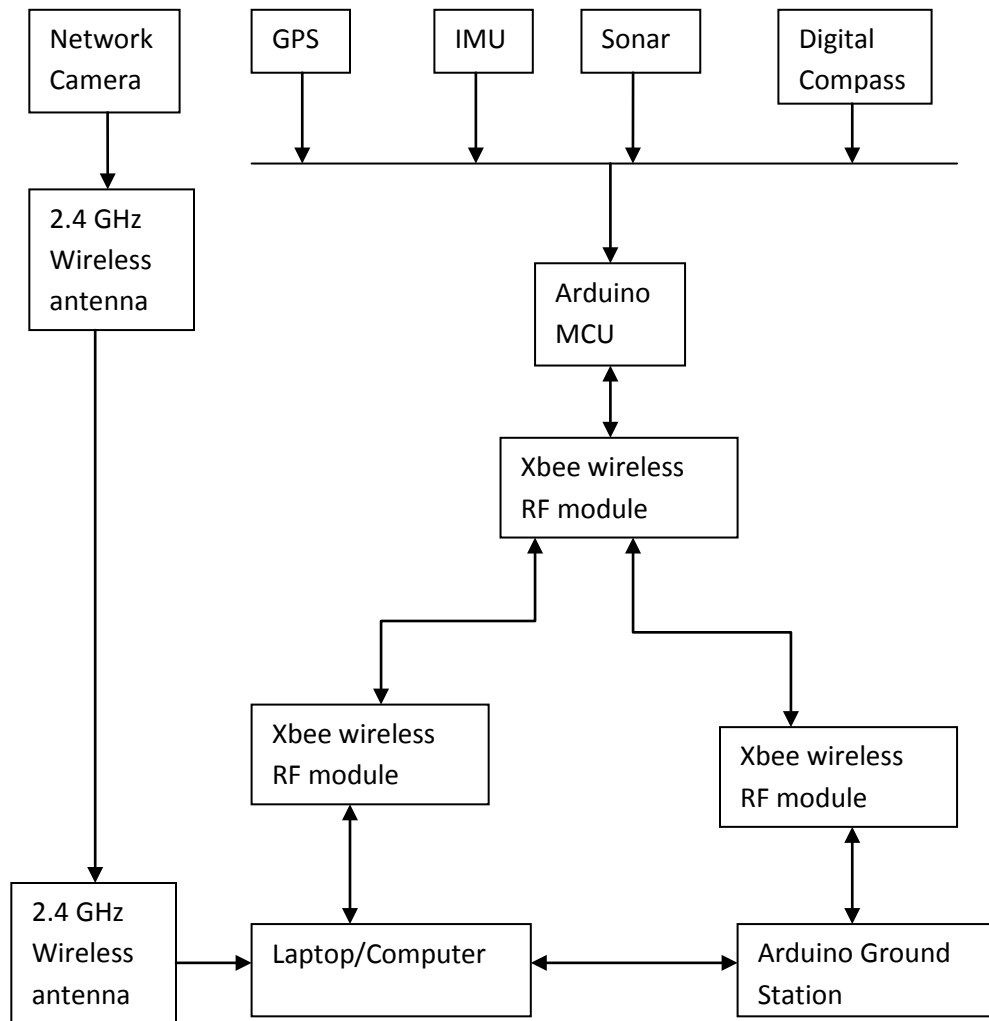 Network
Camera
GPS
IMU
Sonar
Digital
Compass
2.4 GHz
Wireless
antenna
Arduino
MCU
Xbee wireless
RF module
Xbee wireless
RF module
Xbee wireless
RF module
2.4 GHz
Wireless
antenna
Laptop/Computer
Arduino Ground
Station